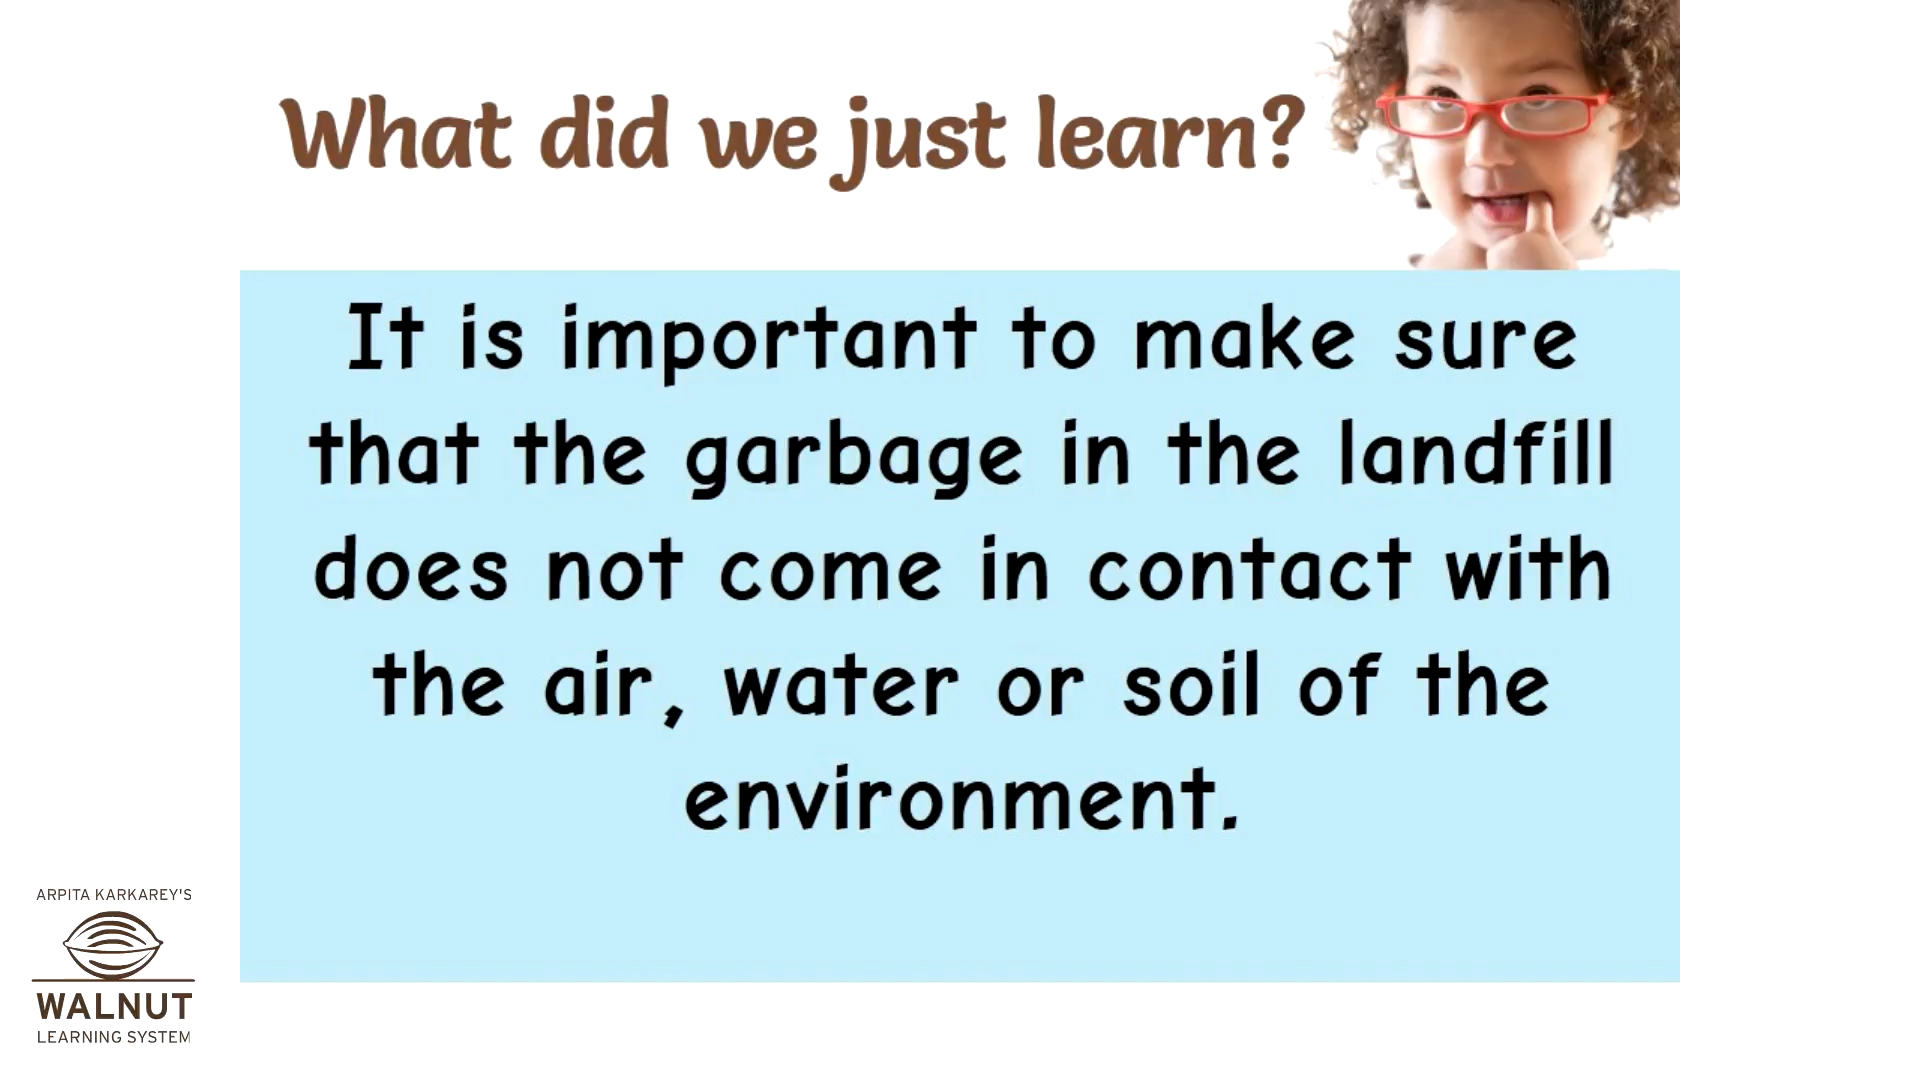 What did we just learn?
It is important to make sure
that the garbage in the landfill
does not come in contact with
the air, water or soil of the
environment.
ARPITA KARKAREY'S
WALNUT
LEARNING SYSTEM